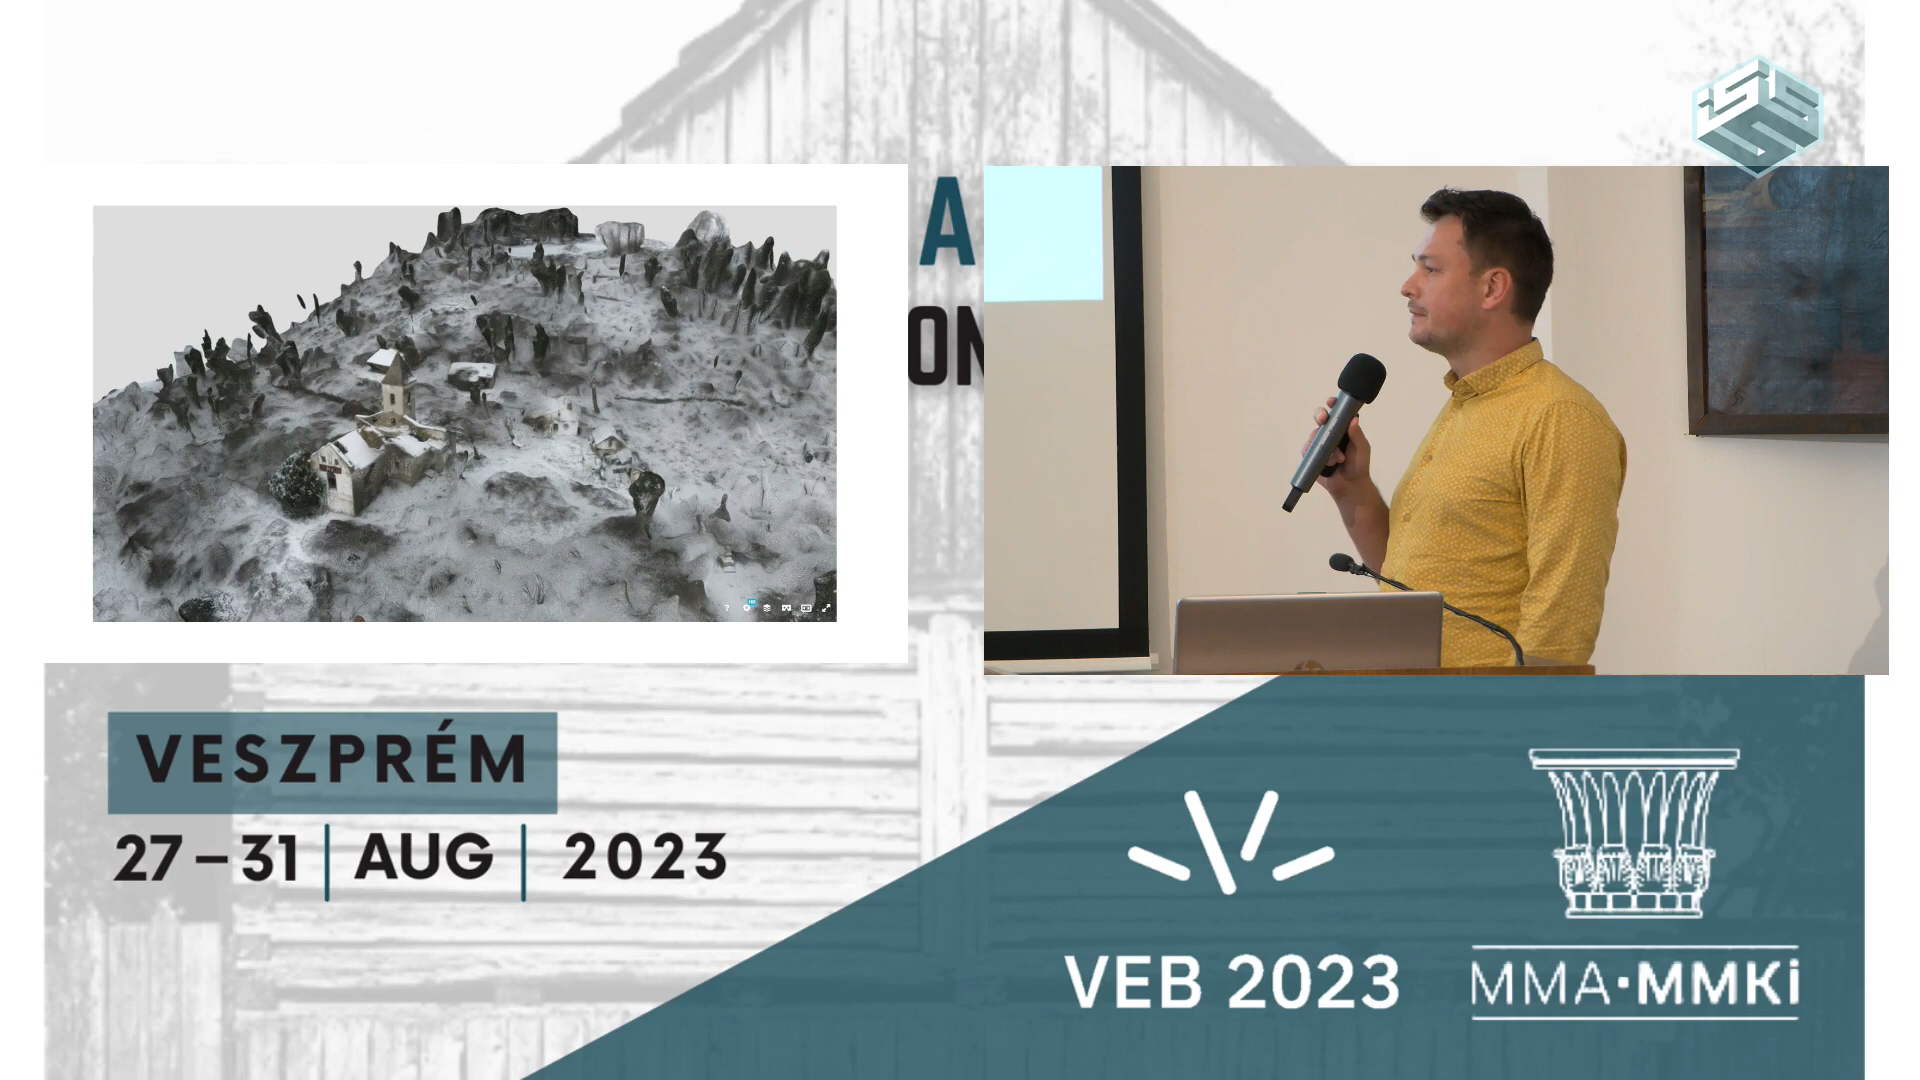 A
ON
VESZPRÉM
27–31 | AUG | 2023
VEB 2023
MMA·MMKi